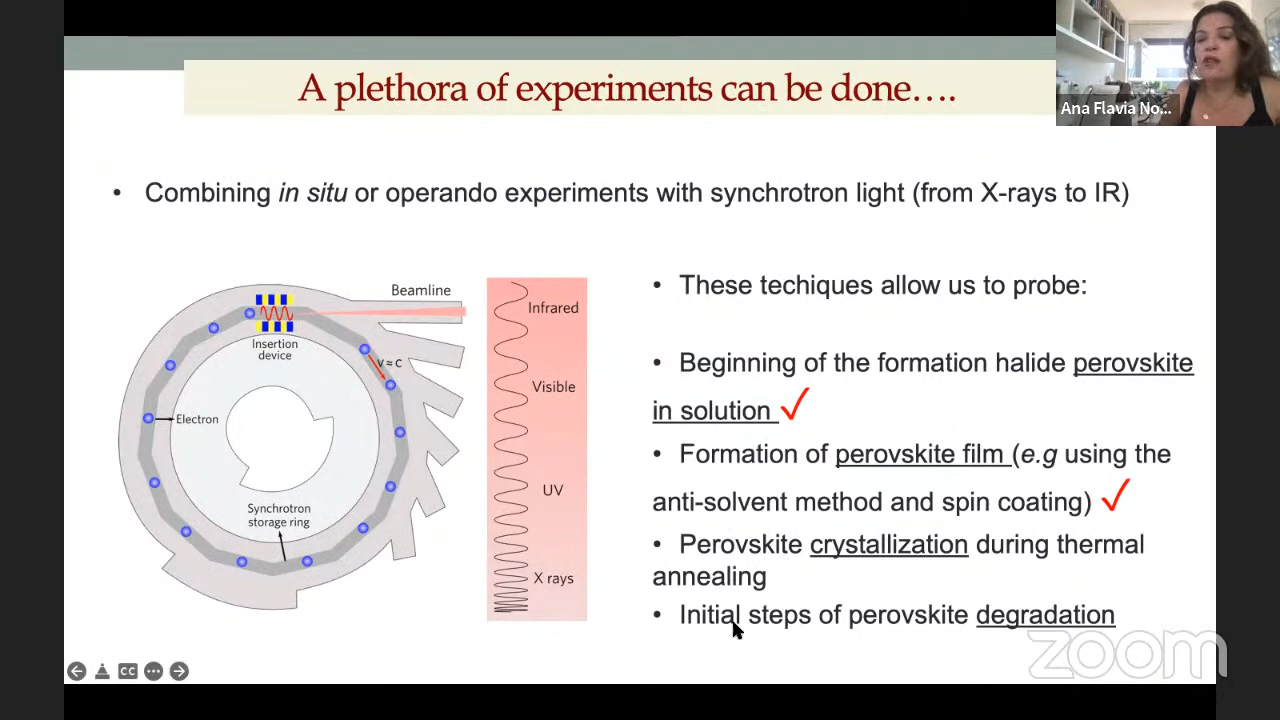 A plethora of experiments can be done….
Ana Flavia No...
• Combining in situ or operando experiments with synchrotron light (from X-rays to IR)
Beamline
Insertion
device
V ≈ C
Electron
Synchrotron
storage ring
Infrared
Visible
UV
X rays
• These techiques allow us to probe:
• Beginning of the formation halide perovskite
in solution ✓
• Formation of perovskite film (e.g using the
anti-solvent method and spin coating) ✓
• Perovskite crystallization during thermal
annealing
• Initial steps of perovskite degradation
CC
zoom